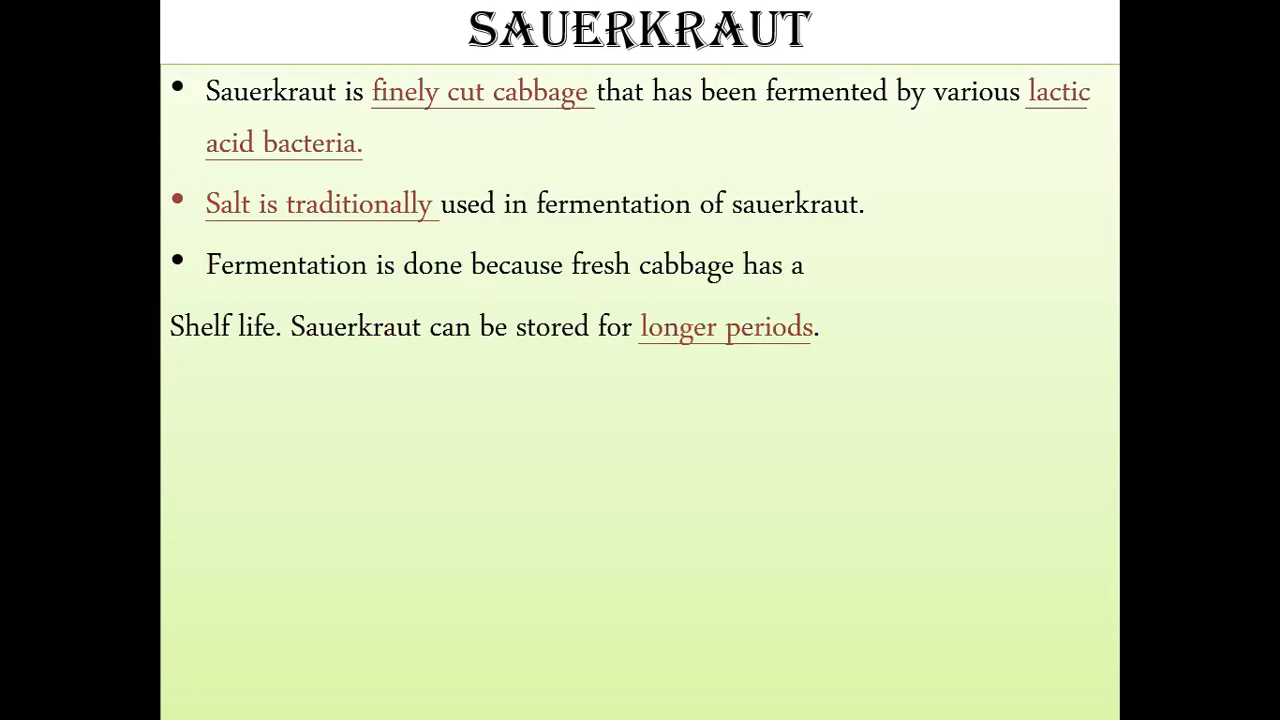 SAUERKRAUT
• Sauerkraut is finely cut cabbage that has been fermented by various lactic
acid bacteria.
• Salt is traditionally used in fermentation of sauerkraut.
• Fermentation is done because fresh cabbage has a
Shelf life. Sauerkraut can be stored for longer periods.